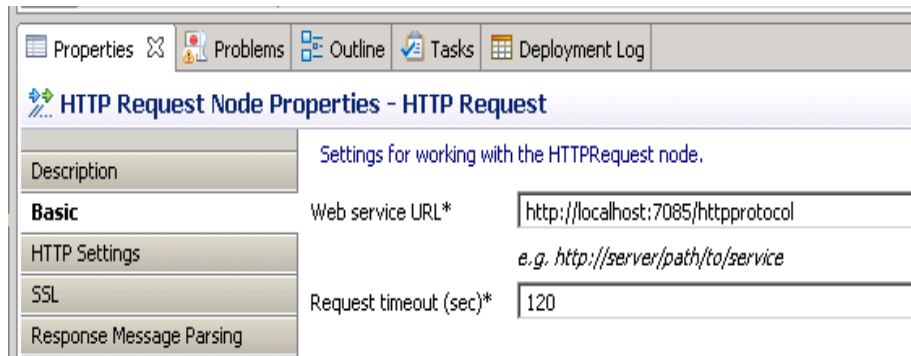 Properties Problems Outline Tasks Deployment Log
HTTP Request Node Properties - HTTP Request
Description
Basic
HTTP Settings
SSL
Response Message Parsing
Settings for working with the HTTPRequest node.
Web service URL* http://localhost:7085/httpprotocol
e.g. http://server/path/to/service
Request timeout (sec)* 120